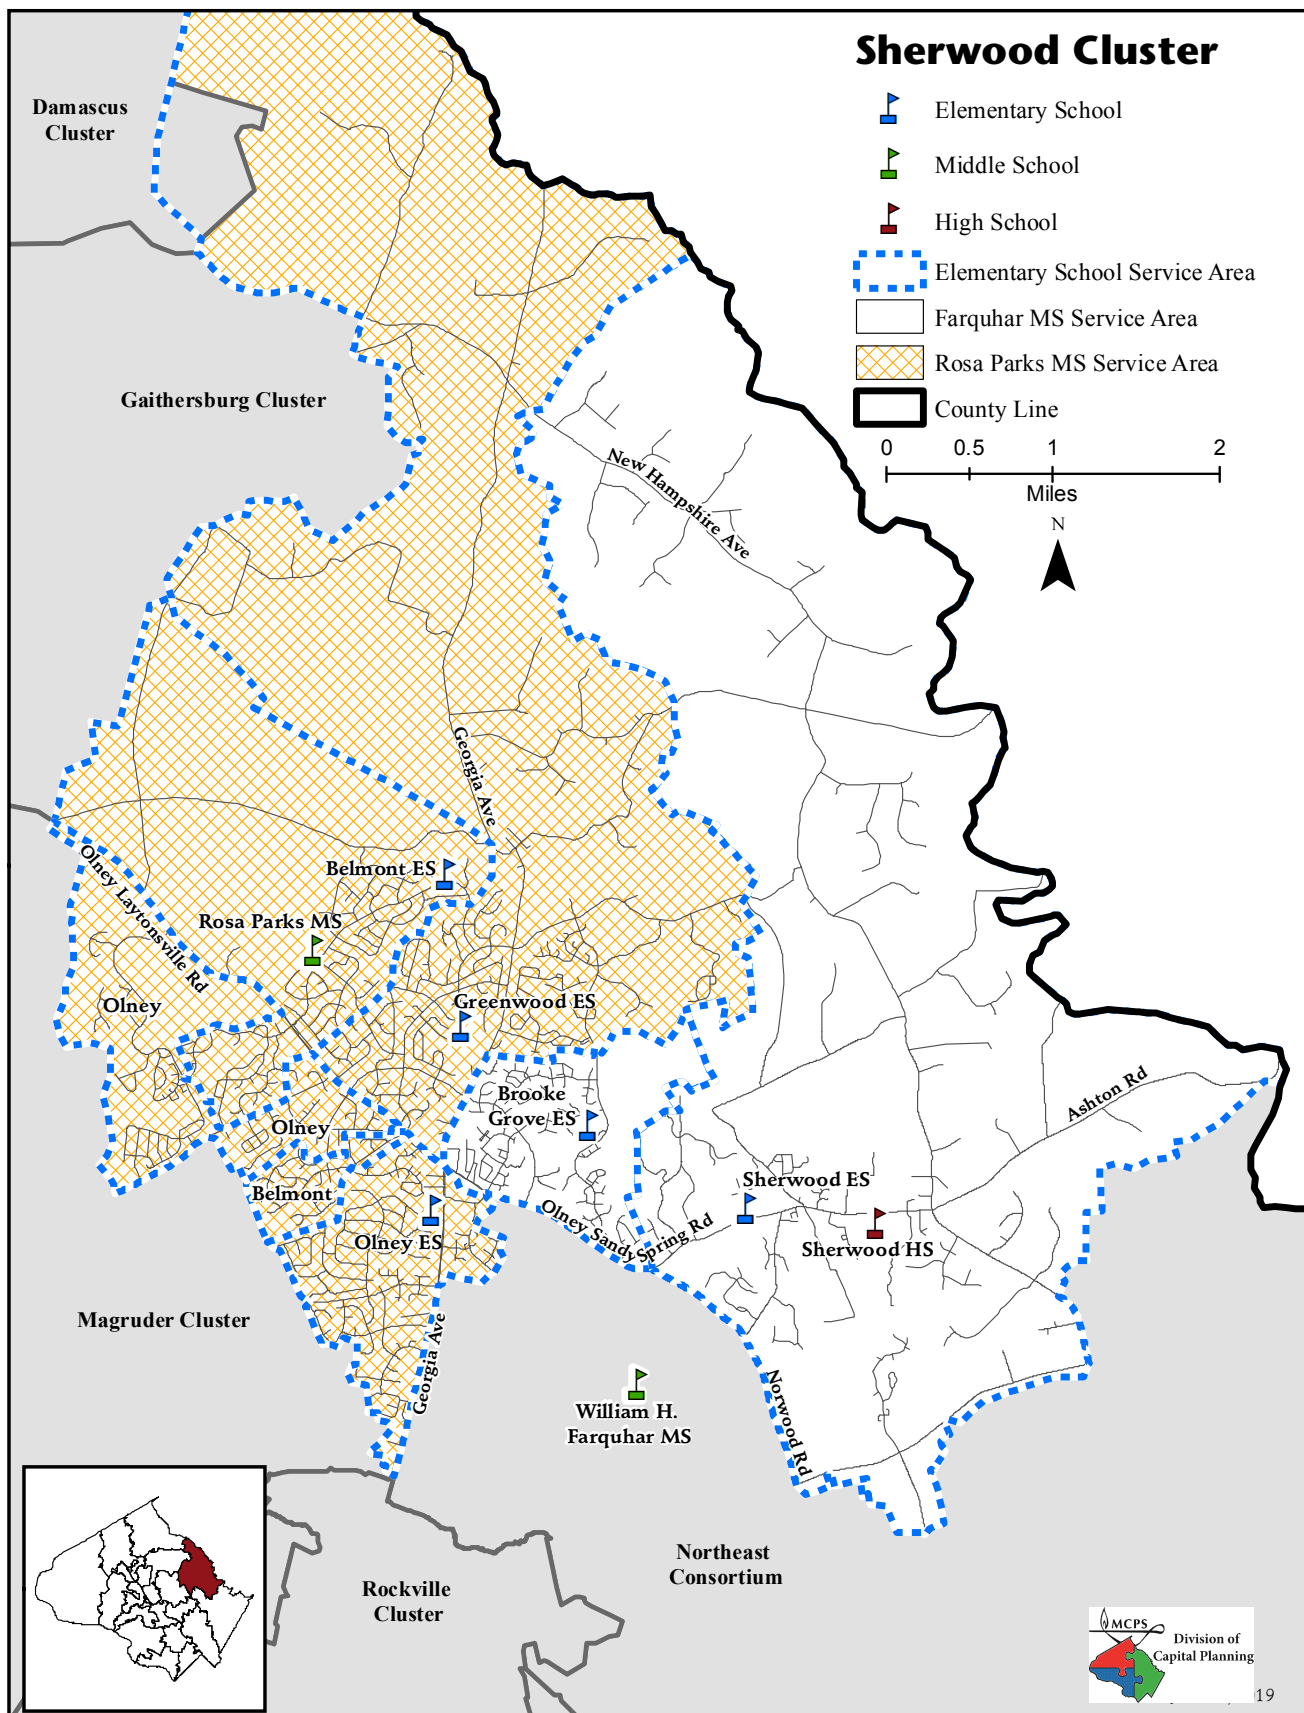 Sherwood Cluster
Elementary School
Middle School
High School
Elementary School Service Area
Farquhar MS Service Area
Rosa Parks MS Service Area
County Line
0 0.5 1 2
Miles
N
Damascus
Cluster
Gaithersburg Cluster
New Hampshire Ave
Georgia Ave
Belmont ES
Olney Laytonsville Rd
Rosa Parks MS
Olney
Greenwood ES
Brooke
Grove ES
Ashton Rd
Olney
Belmont
Sherwood ES
Olney Sandy Spring Rd
Olney ES
Sherwood HS
Magruder Cluster
Georgia Ave
Norwood Rd
William H.
Farquhar MS
Northeast
Consortium
Rockville
Cluster
MCPS
Division of
Capital Planning
19